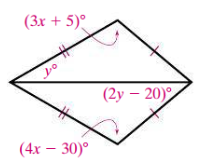 (3x + 5)°
y°
(2y − 20)°
(4x − 30)°